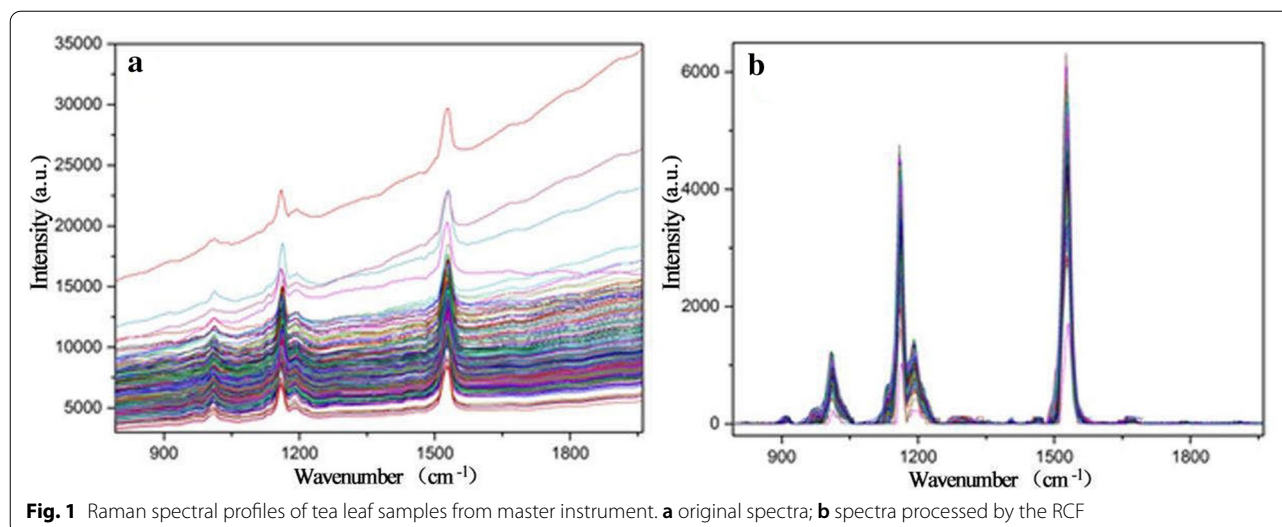 a
35000
30000
25000
20000
15000
10000
5000
Intensity (a.u.)
900 1200 1500 1800
Wavenumber (cm-1)
b
6000
4000
2000
0
Intensity (a.u.)
900 1200 1500 1800
Wavenumber (cm-1)
Fig. 1 Raman spectral profiles of tea leaf samples from master instrument. a original spectra; b spectra processed by the RCF